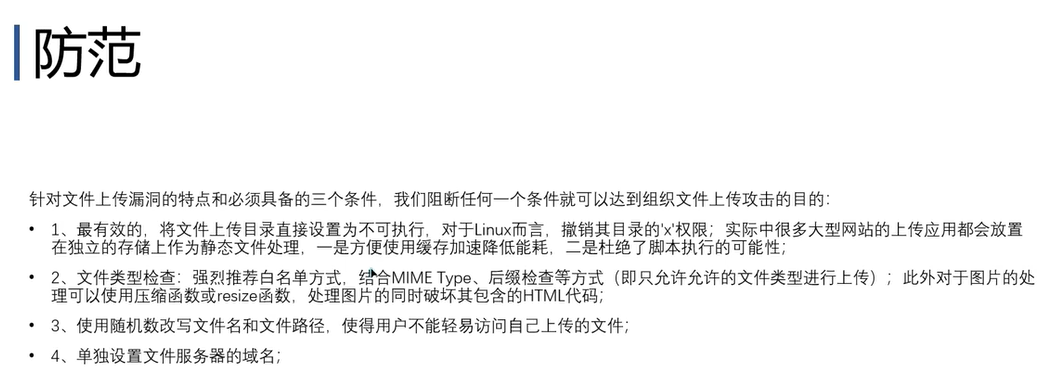 防范
针对文件上传漏洞的特点和必须具备的三个条件，我们阻断任何一个条件就可以达到组织文件上传攻击的目的：
• 1、最有效的，将文件上传目录直接设置为不可执行，对于Linux而言，撤销其目录的'x'权限；实际中很多大型网站的上传应用都会放置
在独立的存储上作为静态文件处理，一是方便使用缓存加速降低能耗，二是杜绝了脚本执行的可能性；
• 2、文件类型检查：强烈推荐白名单方式，结合MIME Type、后缀检查等方式（即只允许允许的文件类型进行上传）；此外对于图片的处
理可以使用压缩函数或resize函数，处理图片的同时破坏其包含的HTML代码；
• 3、使用随机数改写文件名和文件路径，使得用户不能轻易访问自己上传的文件；
• 4、单独设置文件服务器的域名；